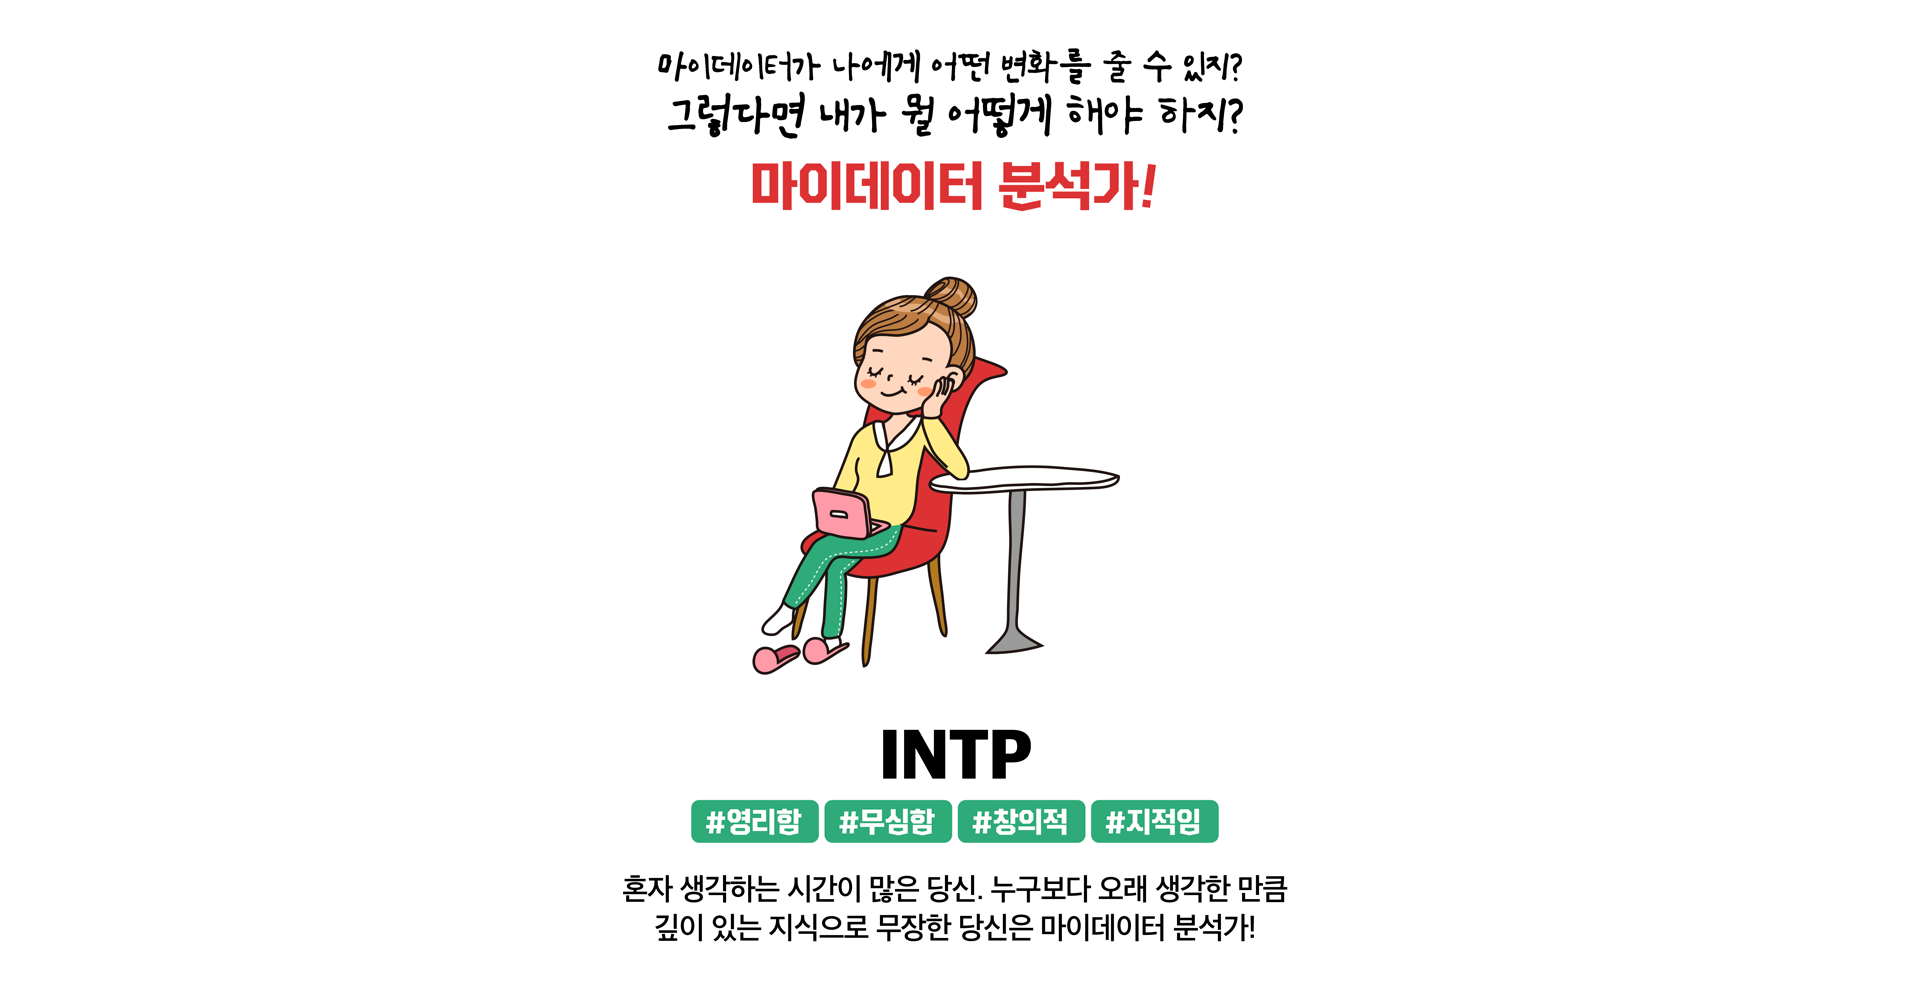 마이데이터가 나에게 어떤 변화를 줄 수 있지?
그렇다면 내가 뭘 어떻게 해야 하지?
마이데이터 분석가!
INTP
#영리함 #무심함 #창의적 #지적임
혼자 생각하는 시간이 많은 당신. 누구보다 오래 생각한 만큼
깊이 있는 지식으로 무장한 당신은 마이데이터 분석가!